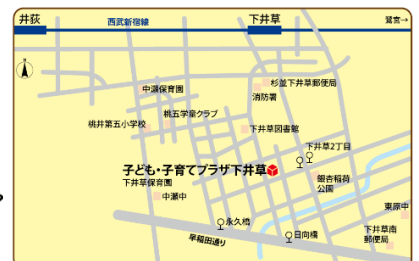 井荻
西武新宿線
下井草
鷺宮→
中瀬保育園
杉並下井草郵便局
消防署
桃五学童クラブ
桃井第五小学校
下井草図書館
下井草2丁目
子ども・子育てプラザ下井草
下井草保育園
銀杏稲荷
公園
中瀬中
東原中
永久橋
日向橋
下井草南
郵便局
早稲田通り